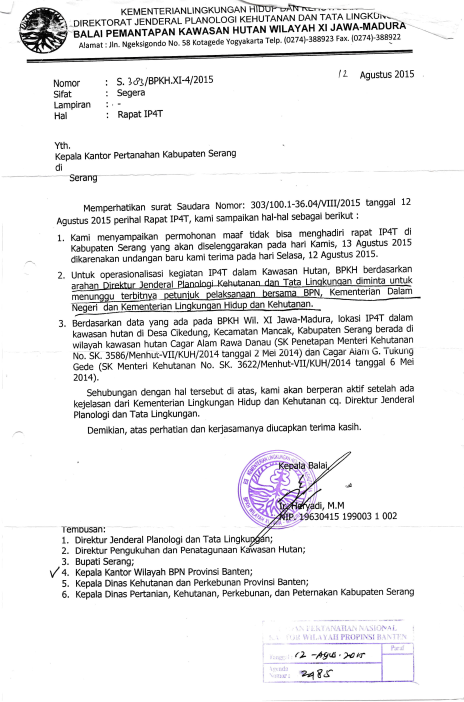 KEMENTERIANLINGKUNGAN HIDUP DAN KEHUTANAN
DIREKTORAT JENDERAL PLANOLOGI KEHUTANAN DAN TATA LINGKUNGAN
BALAI PEMANTAPAN KAWASAN HUTAN WILAYAH XI JAWA-MADURA
Alamat : Jln. Ngeksigondo No. 58 Kotagede Yogyakarta Telp. (0274)-388923 Fax. (0274)-388922
Nomor : S. 383/BPKH.XI-4/2015 12 Agustus 2015
Sifat : Segera
Lampiran : -
Hal : Rapat IP4T
Yth.
Kepala Kantor Pertanahan Kabupaten Serang
di
Serang
Memperhatikan surat Saudara Nomor: 303/100.1-36.04/VIII/2015 tanggal 12
Agustus 2015 perihal Rapat IP4T, kami sampaikan hal-hal sebagai berikut :
1. Kami menyampaikan permohonan maaf tidak bisa menghadiri rapat IP4T di
Kabupaten Serang yang akan diselenggarakan pada hari Kamis, 13 Agustus 2015
dikarenakan undangan baru kami terima pada hari Selasa, 12 Agustus 2015.
2. Untuk operasionalisasi kegiatan IP4T dalam Kawasan Hutan, BPKH berdasarkan
arahan Direktur Jenderal Planologi Kehutanan dan Tata Lingkungan diminta untuk
menunggu terbitnya petunjuk pelaksanaan bersama BPN, Kementerian Dalam
Negeri dan Kementerian Lingkungan Hidup dan Kehutanan.
3. Berdasarkan data yang ada pada BPKH Wil. XI Jawa-Madura, lokasi IP4T dalam
kawasan hutan di Desa Cikedung, Kecamatan Mancak, Kabupaten Serang berada di
wilayah kawasan hutan Cagar Alam Rawa Danau (SK Penetapan Menteri Kehutanan
No. SK. 3586/Menhut-VII/KUH/2014 tanggal 2 Mei 2014) dan Cagar Alam G. Tukung
Gede (SK Menteri Kehutanan No. SK. 3622/Menhut-VII/KUH/2014 tanggal 6 Mei
2014).
Sehubungan dengan hal tersebut di atas, kami akan berperan aktif setelah ada
kejelasan dari Kementerian Lingkungan Hidup dan Kehutanan cq. Direktur Jenderal
Planologi dan Tata Lingkungan.
Demikian, atas perhatian dan kerjasamanya diucapkan terima kasih.
Kepala Balai,
Ir. Haryadi, M.M
NIP. 19630415 199003 1 002
Tembusan:
1. Direktur Jenderal Planologi dan Tata Lingkungan;
2. Direktur Pengukuhan dan Penatagunaan Kawasan Hutan;
3. Bupati Serang;
4. Kepala Kantor Wilayah BPN Provinsi Banten;
5. Kepala Dinas Kehutanan dan Perkebunan Provinsi Banten;
6. Kepala Dinas Pertanian, Kehutanan, Perkebunan, dan Peternakan Kabupaten Serang
PERTANAHAN NASIONAL
WILAYAH PROPINSI BANTEN
Tanggal : 12 -Agus. 2015 Paraf
Agenda
Nomor : 2985